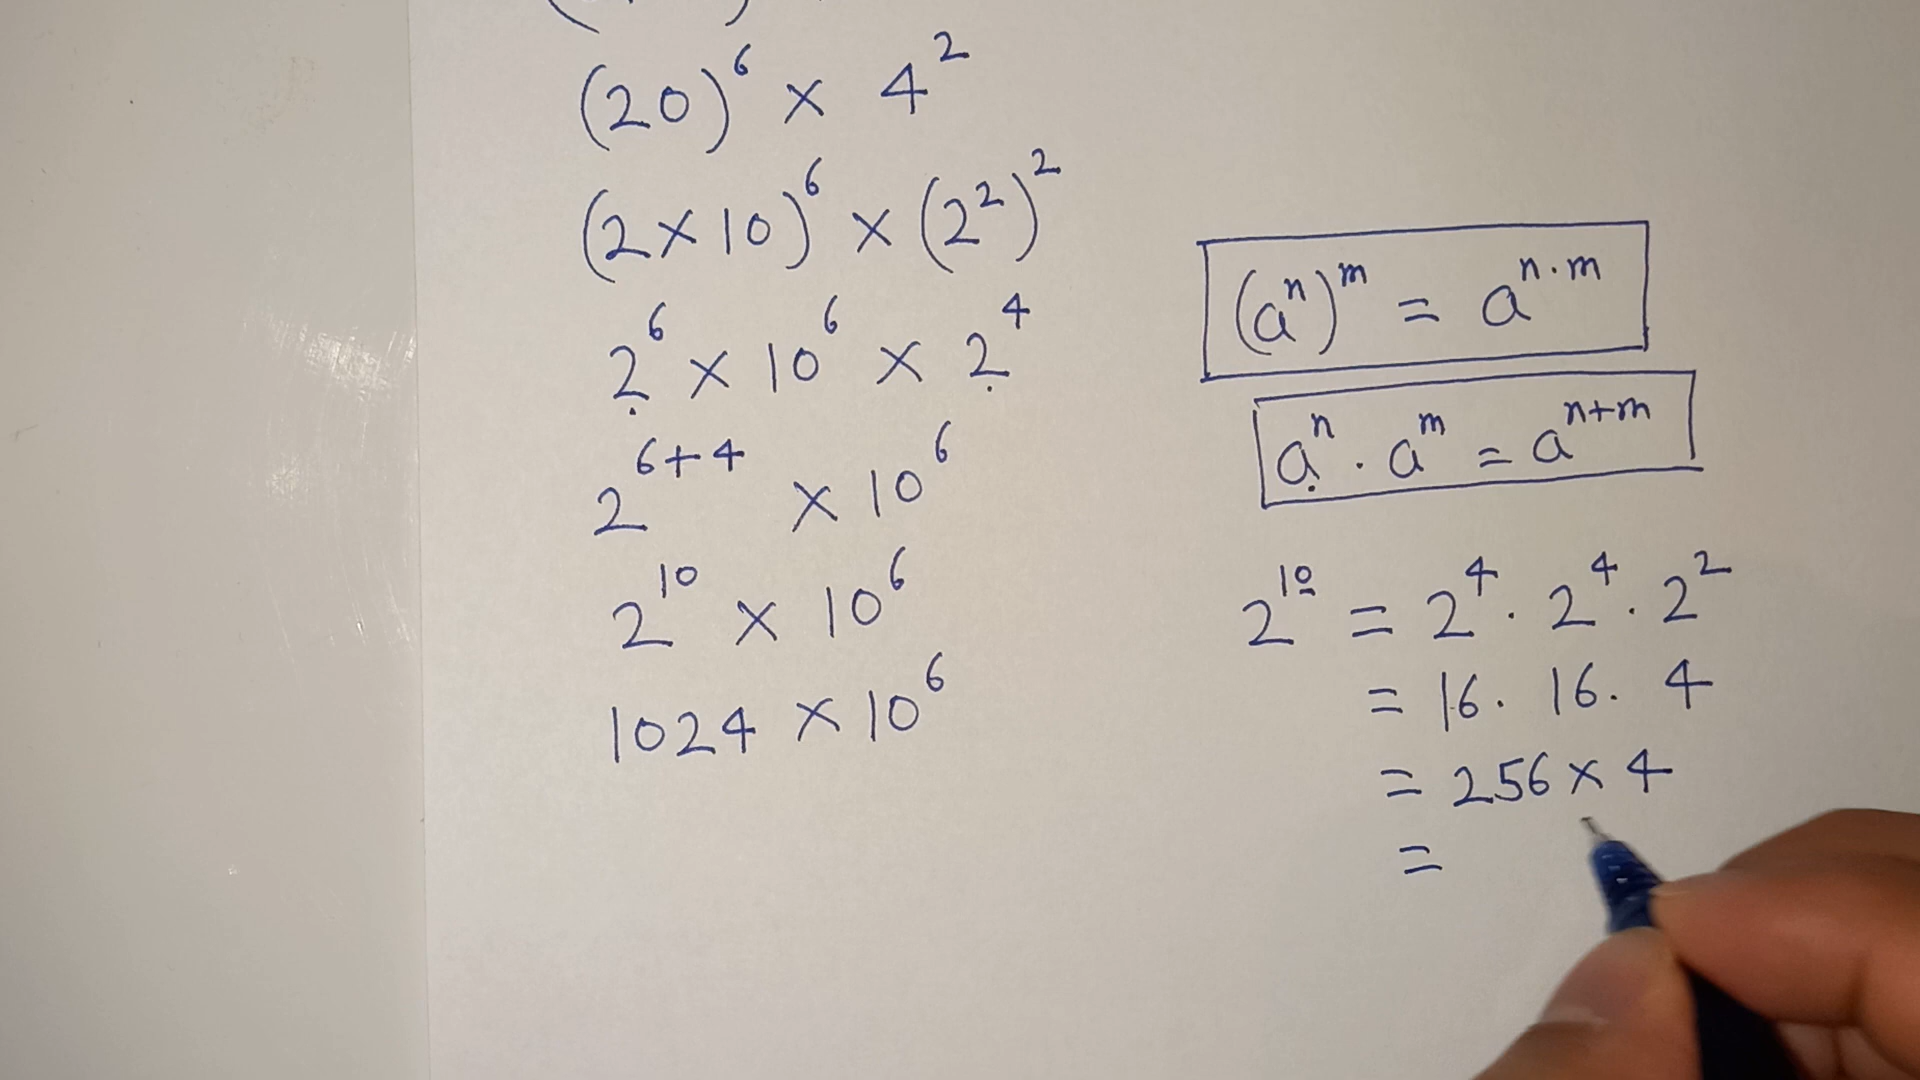 (20)⁶ × 4²
(2×10)⁶ × (2²)²
2⁶ × 10⁶ × 2⁴
2⁶⁺⁴ × 10⁶
2¹⁰ × 10⁶
1024 × 10⁶
(aⁿ)ᵐ = aⁿ·ᵐ
aⁿ · aᵐ = aⁿ⁺ᵐ
2¹⁰ = 2⁴ · 2⁴ · 2²
= 16 · 16 · 4
= 256 × 4
=